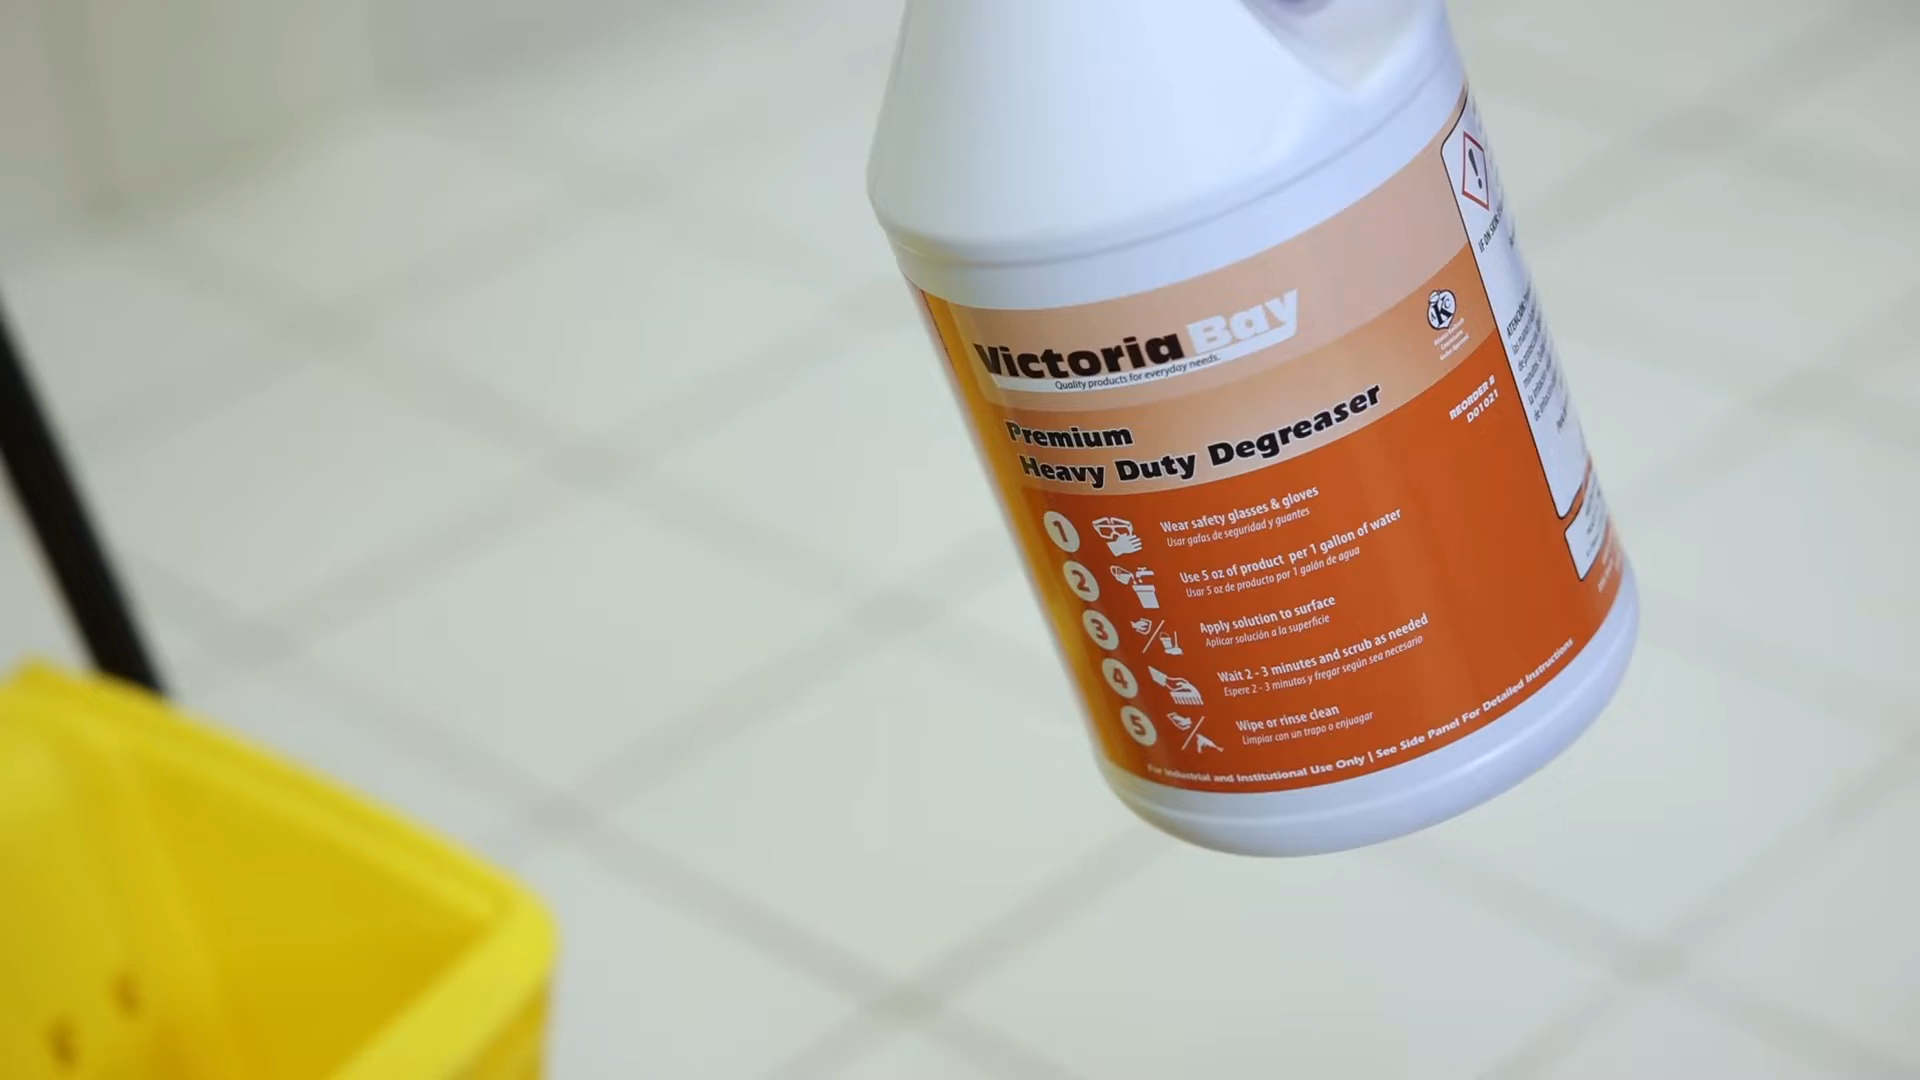 Victoria Bay
Quality products for everyday needs.
Premium
Heavy Duty Degreaser
AKC
REORDER #
D01021
1
Wear safety glasses & gloves
Usar gafas de seguridad y guantes
2
Use 5 oz of product per 1 gallon of water
Usar 5 oz de producto por 1 galón de agua
3
Apply solution to surface
Aplicar solución a la superficie
4
Wait 2 - 3 minutes and scrub as needed
Espere 2 - 3 minutos y fregar según sea necesario
5
Wipe or rinse clean
Limpiar con un trapo o enjuagar
For Industrial and Institutional Use Only | See Side Panel For Detailed Instructions
IF ON SKIN